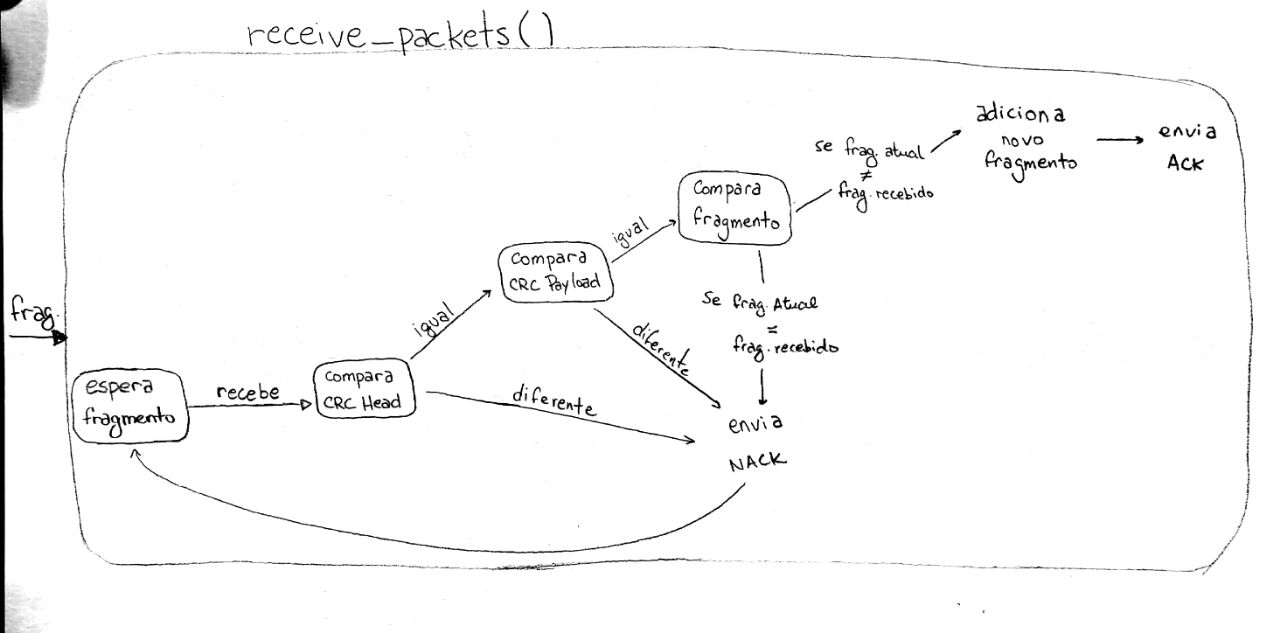 receive_packets()
frag.
espera
fragmento
recebe
Compara
CRC Head
igual
diferente
Compara
CRC Payload
igual
diferente
Compara
fragmento
se frag. atual
≠
frag. recebido
adiciona
novo
fragmento
envia
ACK
Se frag. Atual
=
frag. recebido
envia
NACK